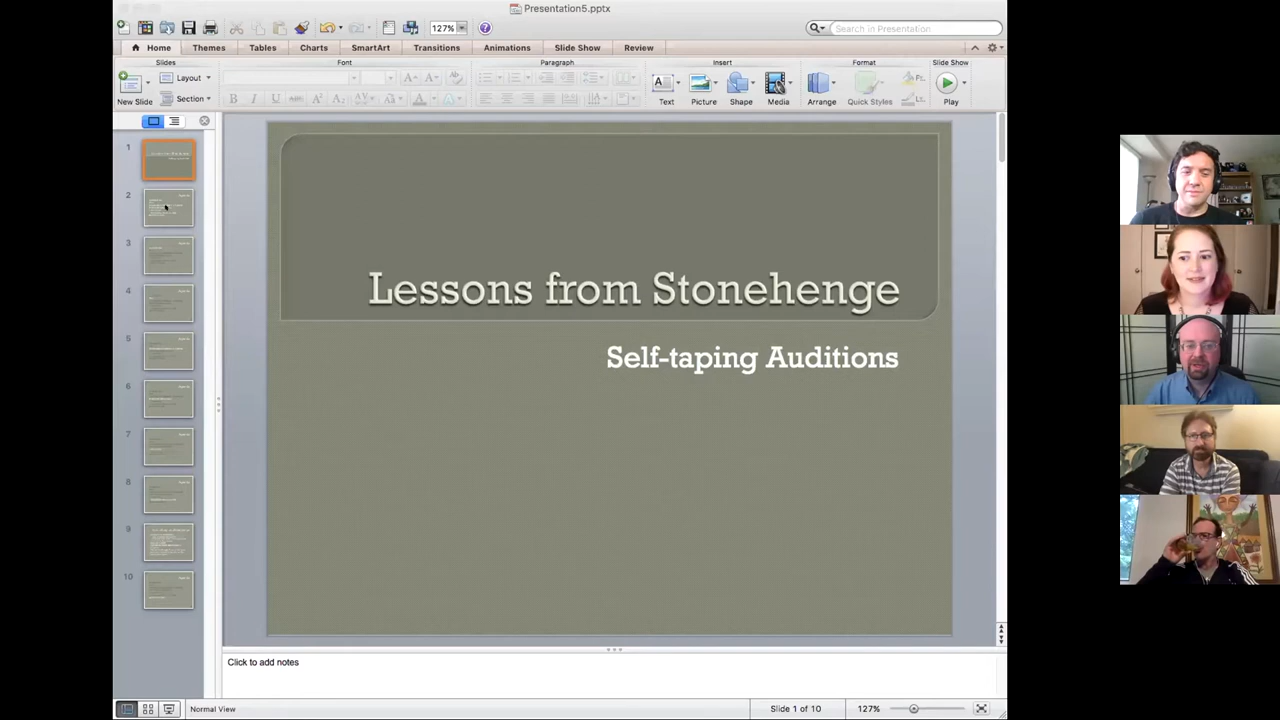 Presentation5.pptx
127%
Search in Presentation
Home Themes Tables Charts SmartArt Transitions Animations Slide Show Review
Slides Font Paragraph Insert Format Slide Show
Layout
New Slide Section Text Picture Shape Media Arrange Quick Styles Play
1
2
3
4
5
6
7
8
9
10
Lessons from Stonehenge
Self-taping Auditions
Click to add notes
Normal View Slide 1 of 10 127%